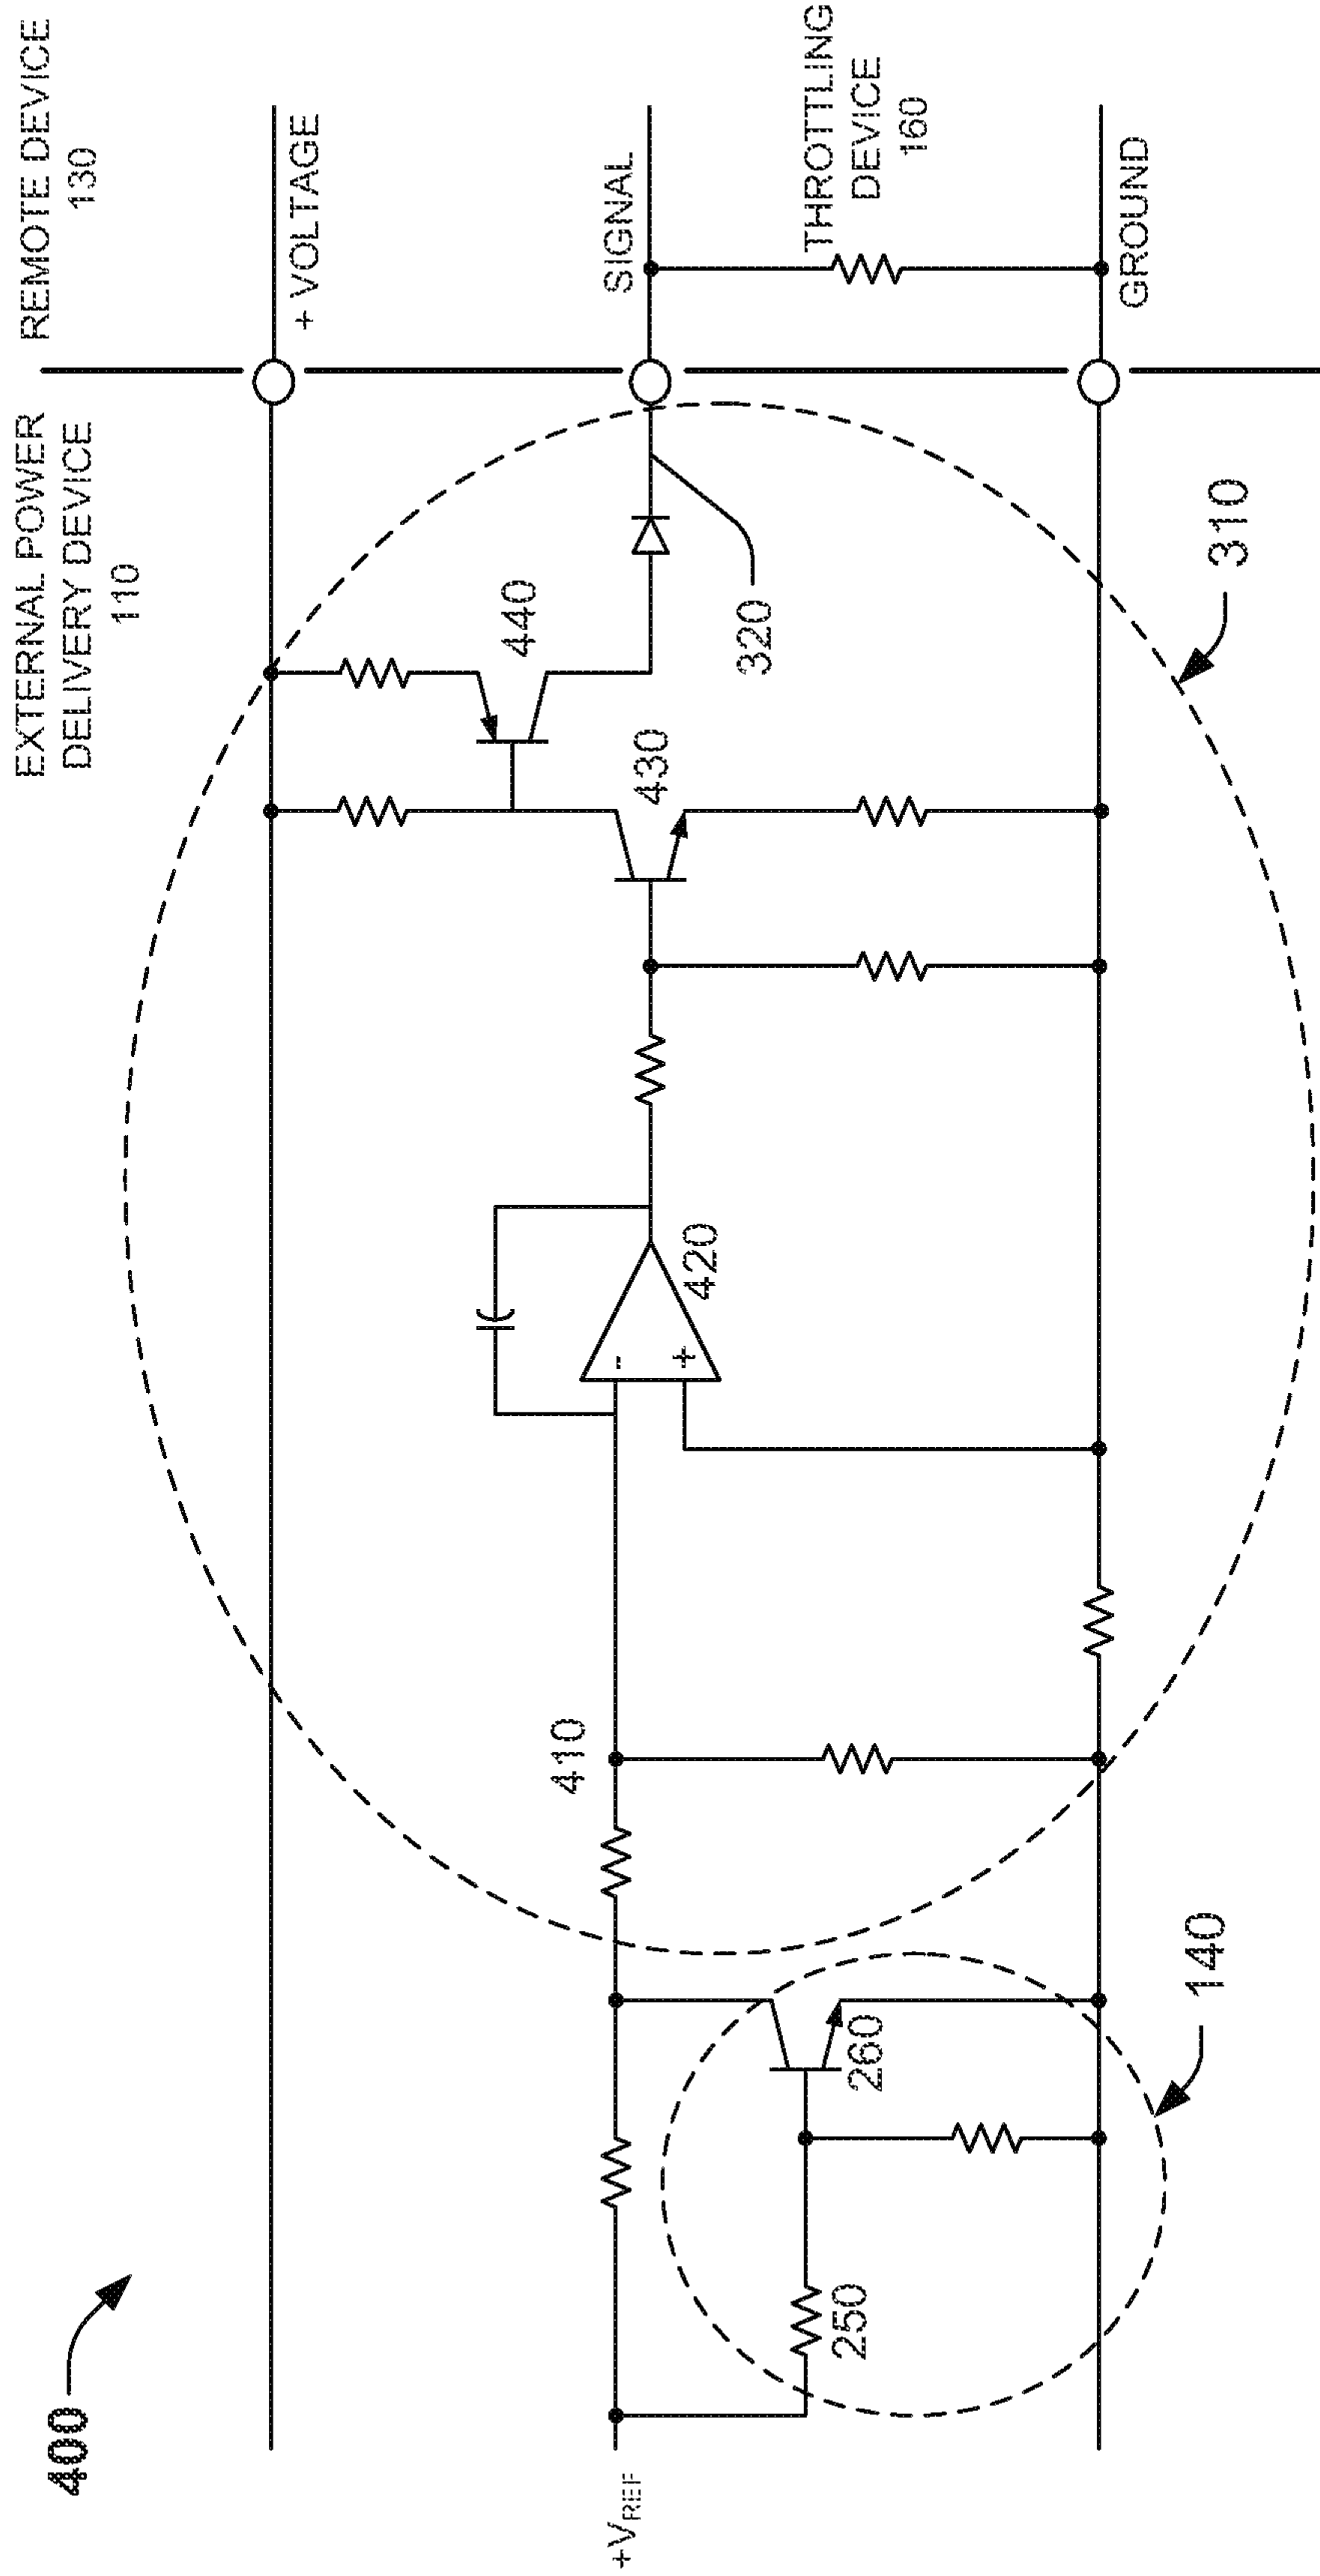 400
EXTERNAL POWER
DELIVERY DEVICE
110
REMOTE DEVICE
130
+ VOLTAGE
440
410
430
SIGNAL
+VREF
-
+
420
320
THROTTLING
DEVICE
160
250
260
GROUND
140
310